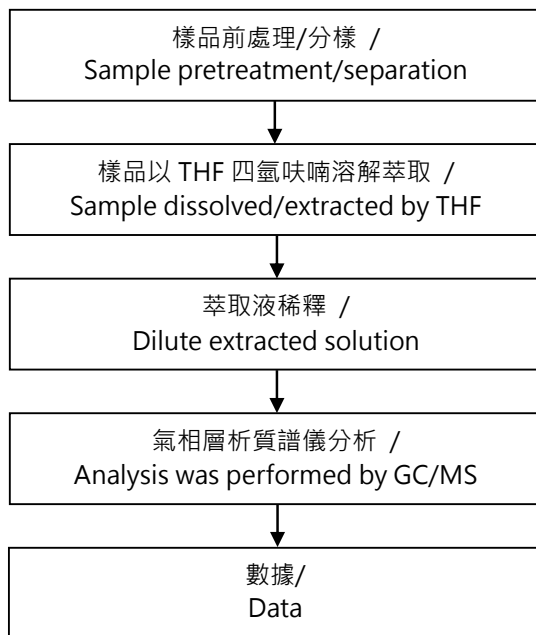 樣品前處理/分樣 /
Sample pretreatment/separation
樣品以 THF 四氫呋喃溶解萃取 /
Sample dissolved/extracted by THF
萃取液稀釋 /
Dilute extracted solution
氣相層析質譜儀分析 /
Analysis was performed by GC/MS
數據/
Data